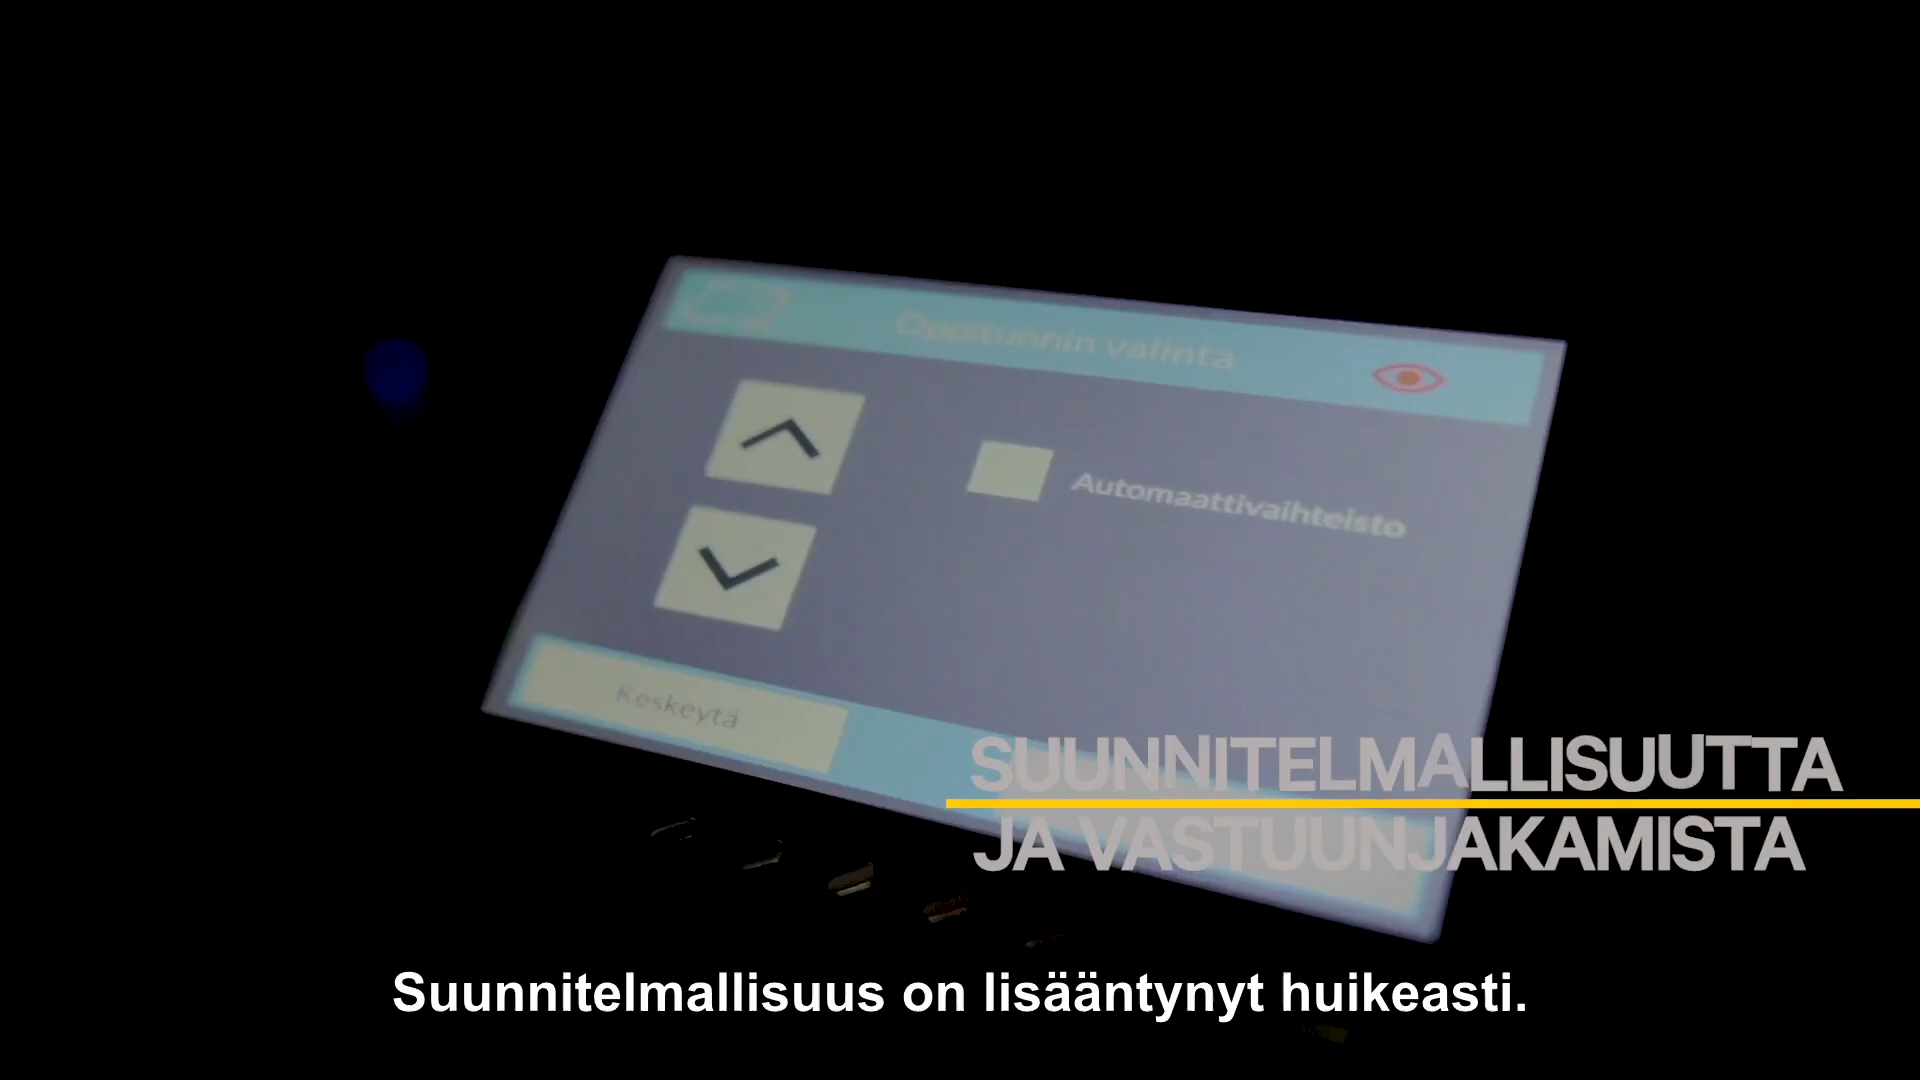 Oppitunnin valinta
Automaattivaihteisto
Keskeytä
SUUNNITELMALLISUUTTA
JA VASTUUNJAKAMISTA
Suunnitelmallisuus on lisääntynyt huikeasti.